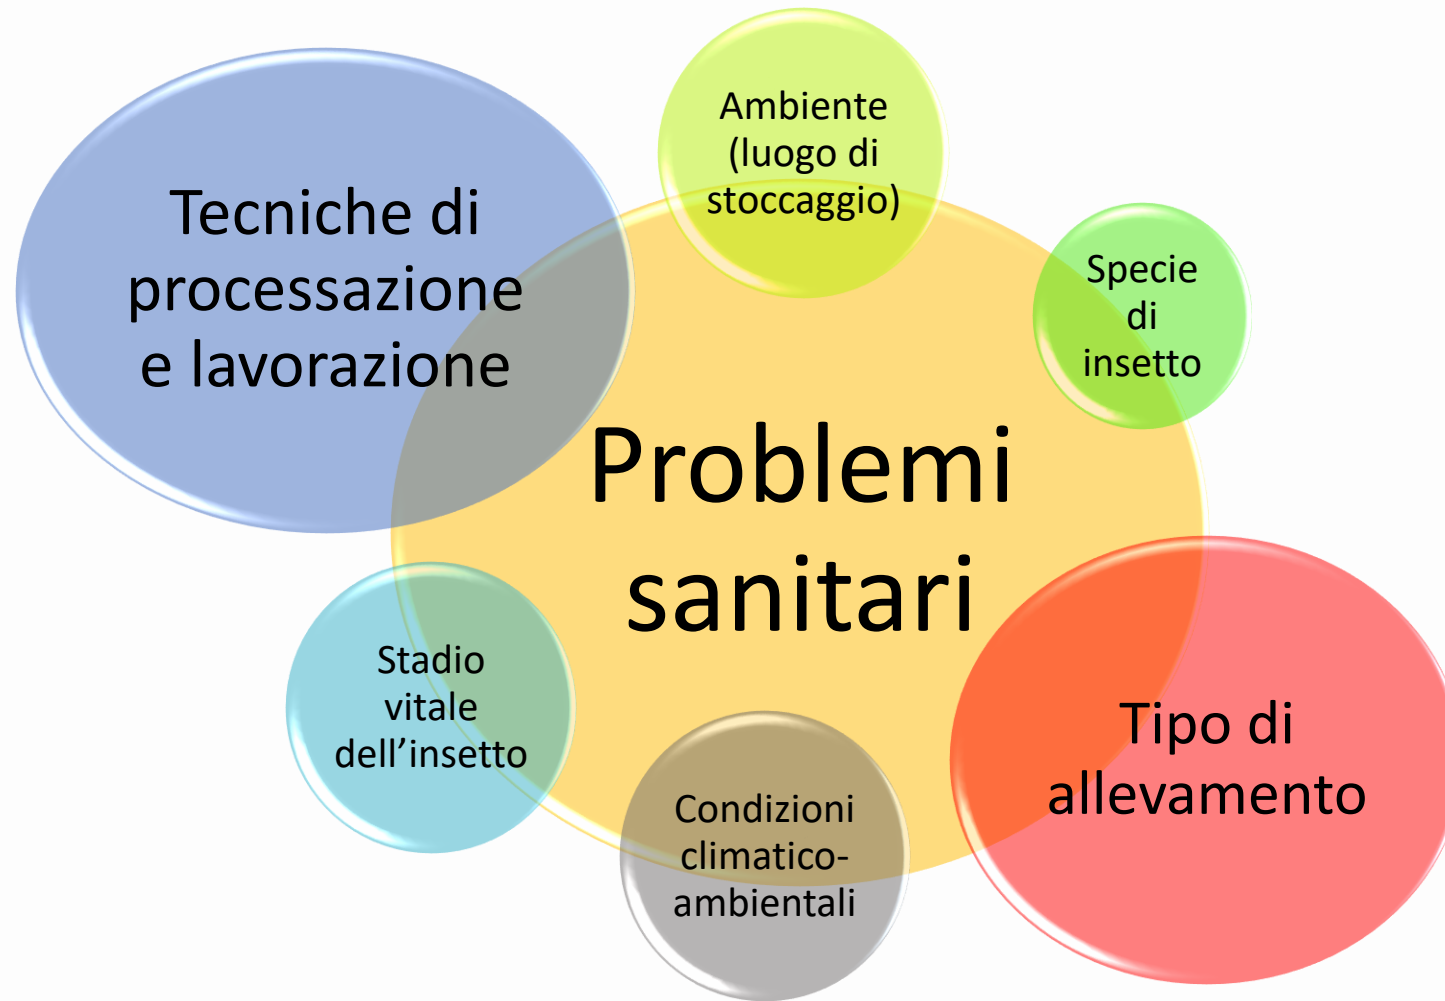 Ambiente
(luogo di
stoccaggio)
Tecniche di
processazione
e lavorazione
Specie
di
insetto
Problemi
sanitari
Stadio
vitale
dell’insetto
Tipo di
allevamento
Condizioni
climatico-
ambientali